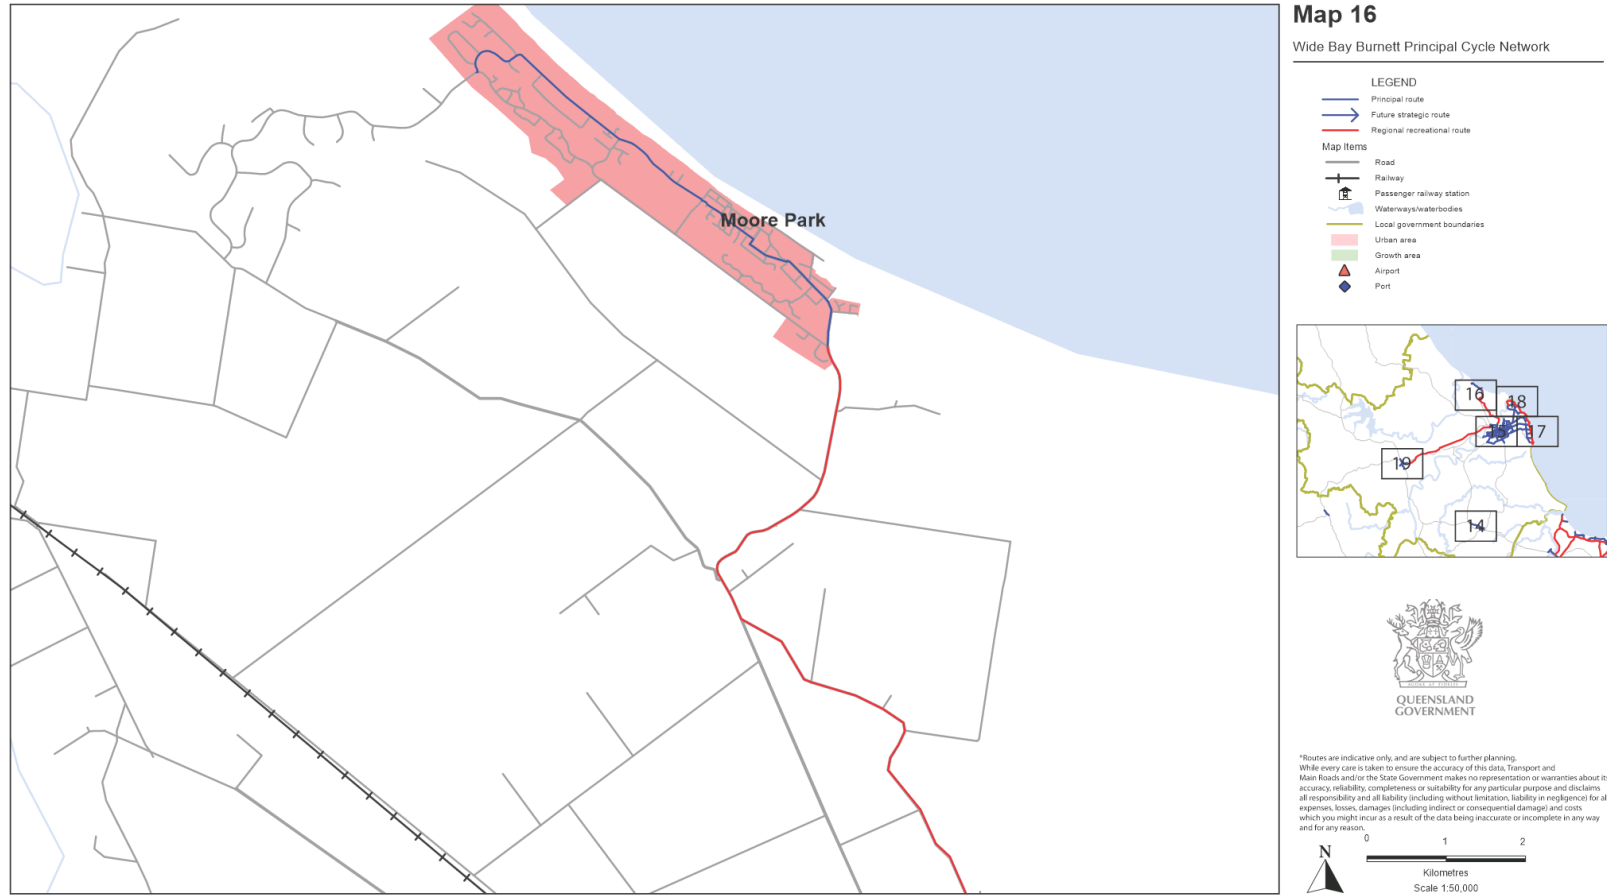 Map 16
Wide Bay Burnett Principal Cycle Network
LEGEND
Principal route
Future strategic route
Regional recreational route
Map Items
Road
Railway
Passenger railway station
Waterways/waterbodies
Local government boundaries
Urban area
Growth area
Airport
Port
Moore Park
16
18
15
17
19
14
QUEENSLAND
GOVERNMENT
*Routes are indicative only, and are subject to further planning.
While every care is taken to ensure the accuracy of this data, Transport and
Main Roads and/or the State Government makes no representation or warranties about its
accuracy, reliability, completeness or suitability for any particular purpose and disclaims
all responsibility and all liability (including without limitation, liability in negligence) for all
expenses, losses, damages (including indirect or consequential damage) and costs
which you might incur as a result of the data being inaccurate or incomplete in any way
and for any reason.
N
0 1 2
Kilometres
Scale 1:50,000